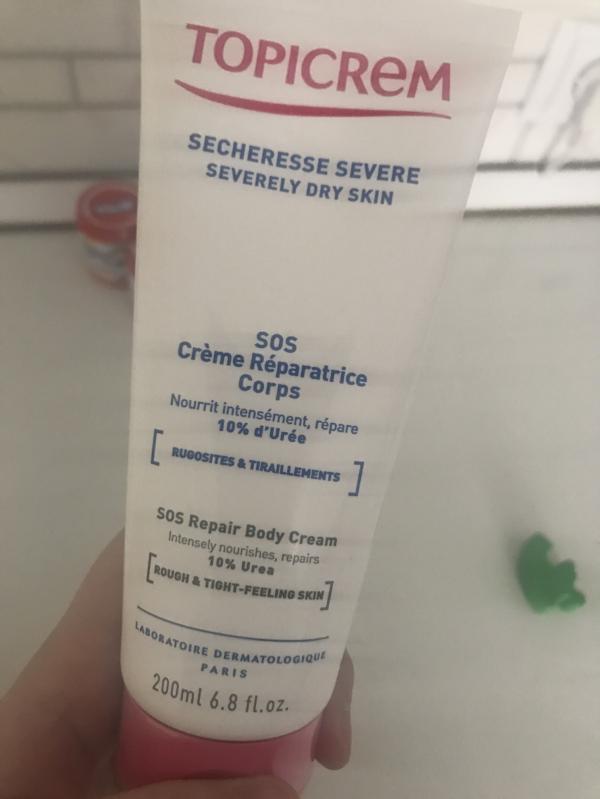 TOPICReM
SECHERESSE SEVERE
SEVERELY DRY SKIN
SOS
Crème Réparatrice
Corps
Nourrit intensément, répare
10% d'Urée
RUGOSITES & TIRAILLEMENTS
SOS Repair Body Cream
Intensely nourishes, repairs
10% Urea
ROUGH & TIGHT-FEELING SKIN
LABORATOIRE DERMATOLOGIQUE
PARIS
200ml 6.8 fl.oz.